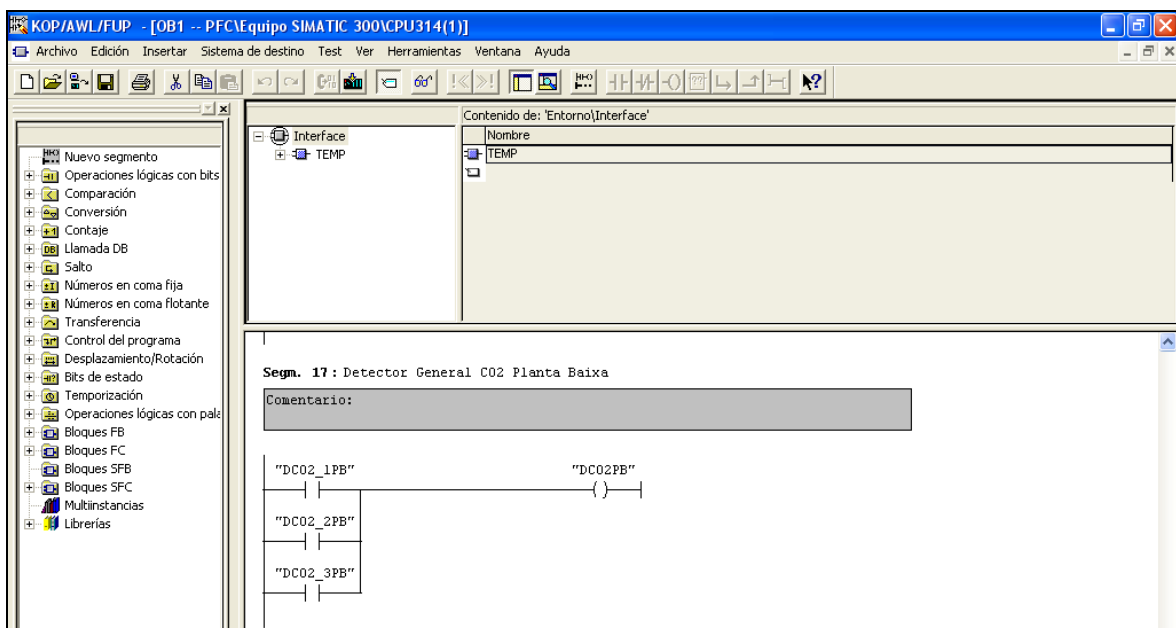 KOP/AWL/FUP - [OB1 -- PFC\Equipo SIMATIC 300\CPU314(1)]
Archivo Edición Insertar Sistema de destino Test Ver Herramientas Ventana Ayuda
Nuevo segmento
Operaciones lógicas con bits
Comparación
Conversión
Contaje
Llamada DB
Salto
Números en coma fija
Números en coma flotante
Transferencia
Control del programa
Desplazamiento/Rotación
Bits de estado
Temporización
Operaciones lógicas con pala
Bloques FB
Bloques FC
Bloques SFB
Bloques SFC
Multiinstancias
Librerías
Interface
TEMP
Contenido de: 'Entorno\Interface'
Nombre
TEMP
Segm. 17: Detector General CO2 Planta Baixa
Comentario:
"DCO2_1PB" "DCO2PB"
"DCO2_2PB"
"DCO2_3PB"